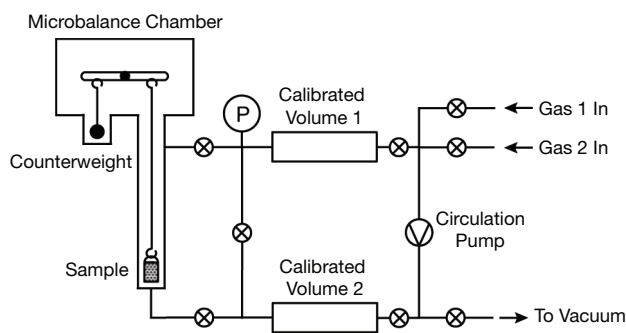 Microbalance Chamber
P
Calibrated
Volume 1
Gas 1 In
Gas 2 In
Counterweight
Circulation
Pump
Sample
Calibrated
Volume 2
To Vacuum